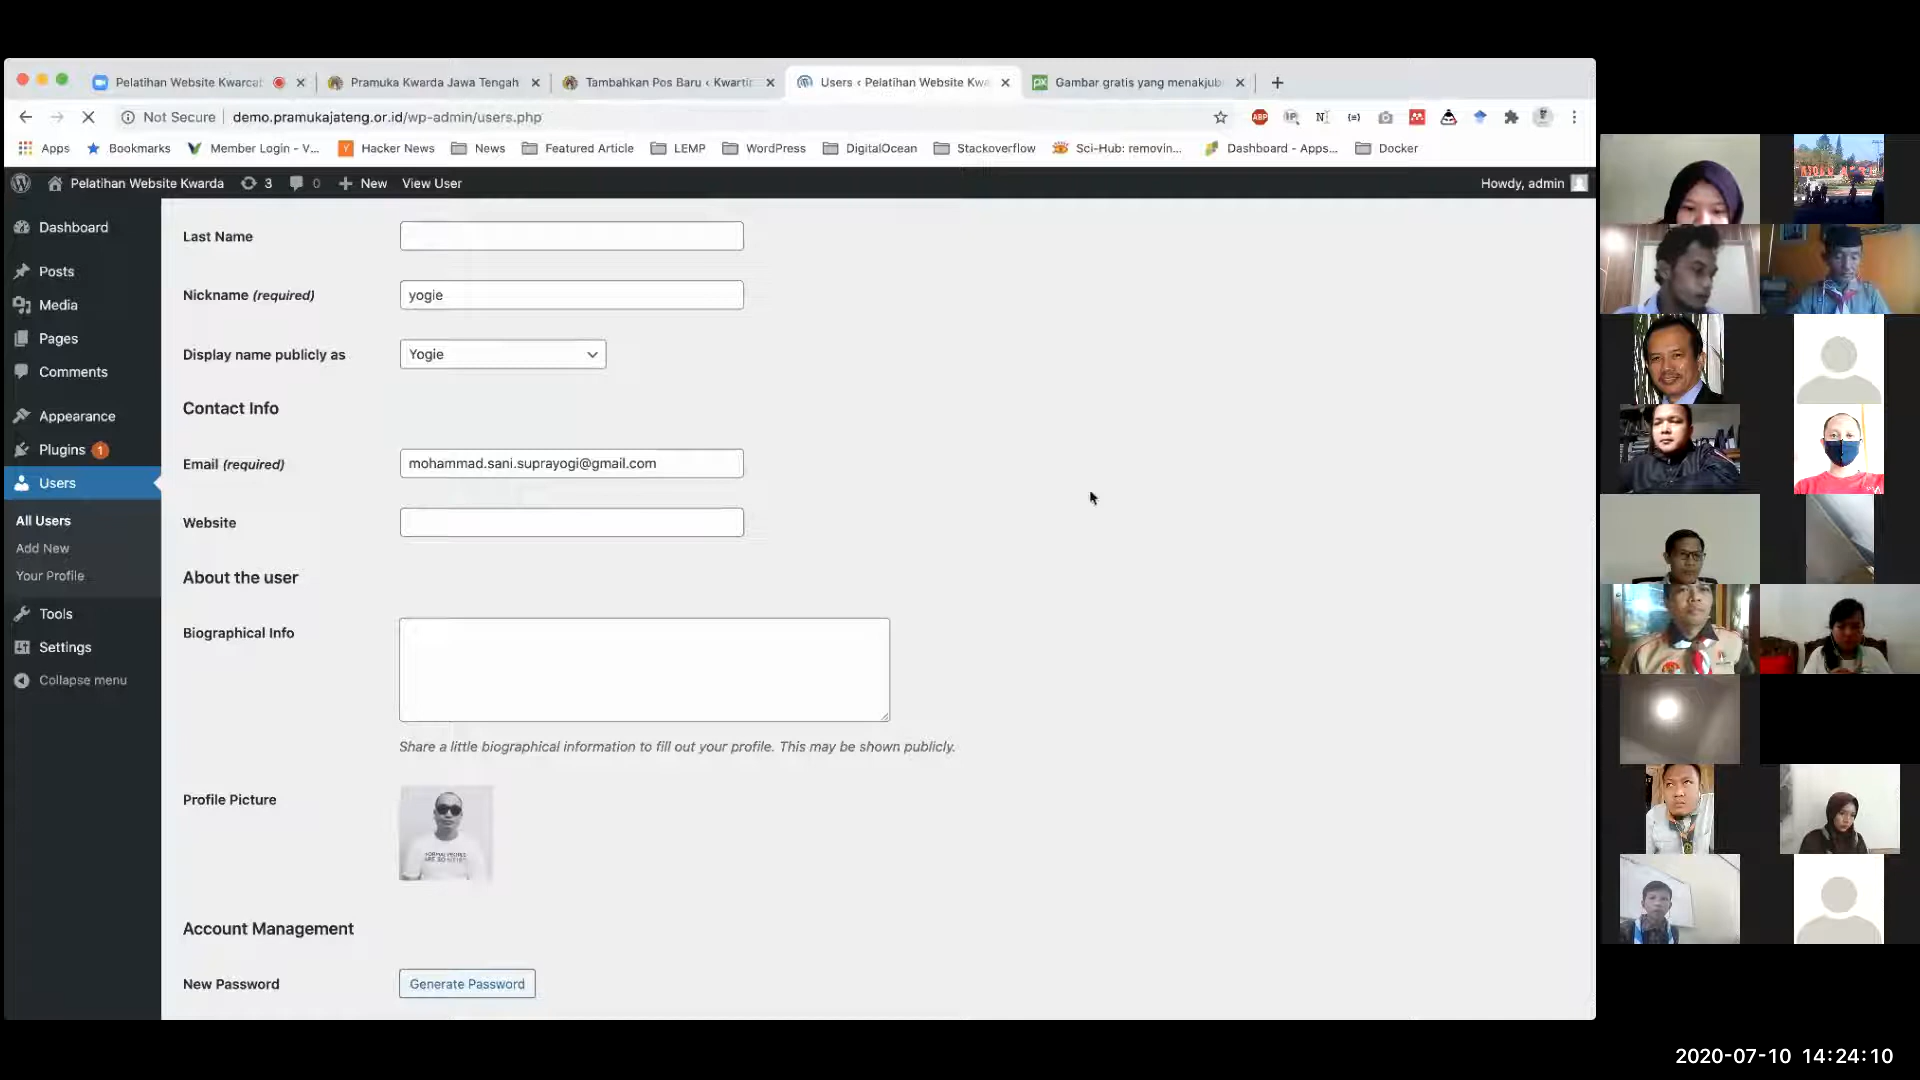 Pelatihan Website Kwarcat
Pramuka Kwarda Jawa Tengah
Tambahkan Pos Baru ‹ Kwartir
Users ‹ Pelatihan Website Kwa
Gambar gratis yang menakjub
Not Secure demo.pramukajateng.or.id/wp-admin/users.php
ABP
Apps Bookmarks Member Login - V... Hacker News News Featured Article LEMP WordPress DigitalOcean Stackoverflow Sci-Hub: removin... Dashboard - Apps... Docker
Pelatihan Website Kwarda 3 0 New View User Howdy, admin
Dashboard
Posts
Media
Pages
Comments
Appearance
Plugins 1
Users
All Users
Add New
Your Profile
Tools
Settings
Collapse menu
Last Name
Nickname (required) yogie
Display name publicly as Yogie
Contact Info
Email (required) mohammad.sani.suprayogi@gmail.com
Website
About the user
Biographical Info
Share a little biographical information to fill out your profile. This may be shown publicly.
Profile Picture
Account Management
New Password Generate Password
2020-07-10 14:24:10